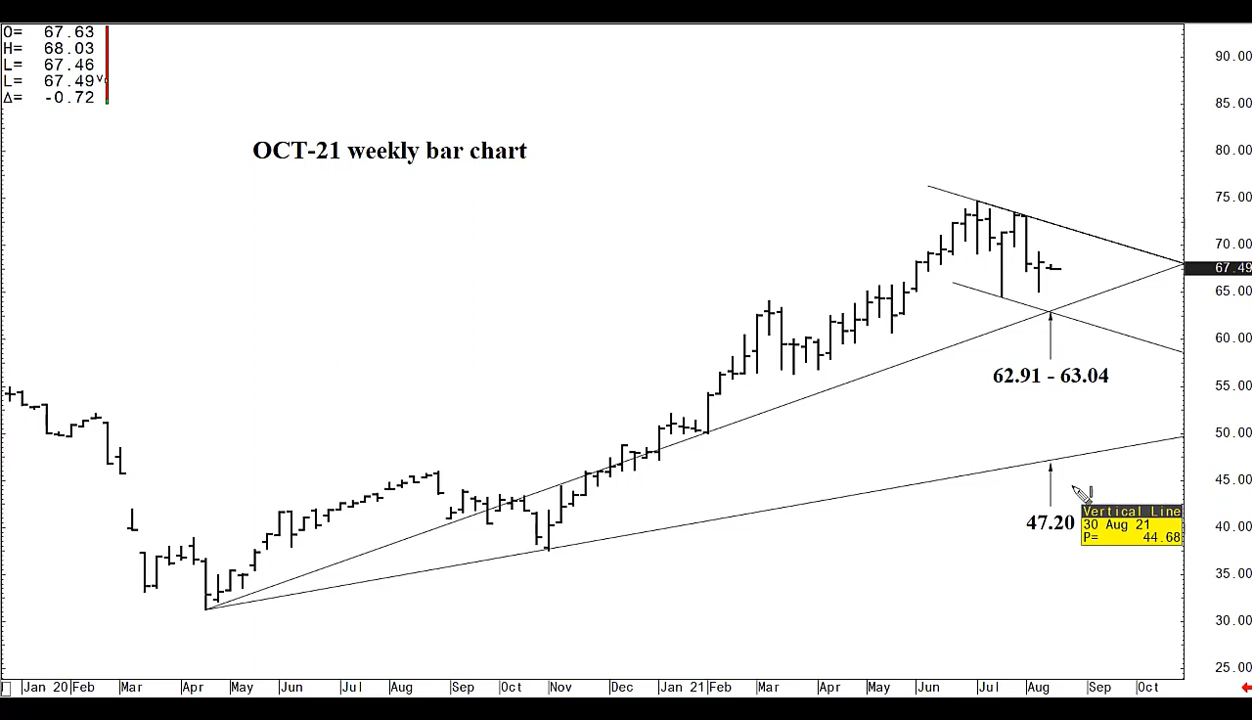 O= 67.63
H= 68.03
L= 67.46
L= 67.49
Δ= -0.72
OCT-21 weekly bar chart
90.00
85.00
80.00
75.00
70.00
67.49
65.00
60.00
55.00
50.00
45.00
40.00
35.00
30.00
25.00
62.91 - 63.04
47.20
Vertical Line
30 Aug 21
P= 44.68
Jan 20 Feb Mar Apr May Jun Jul Aug Sep Oct Nov Dec Jan 21 Feb Mar Apr May Jun Jul Aug Sep Oct